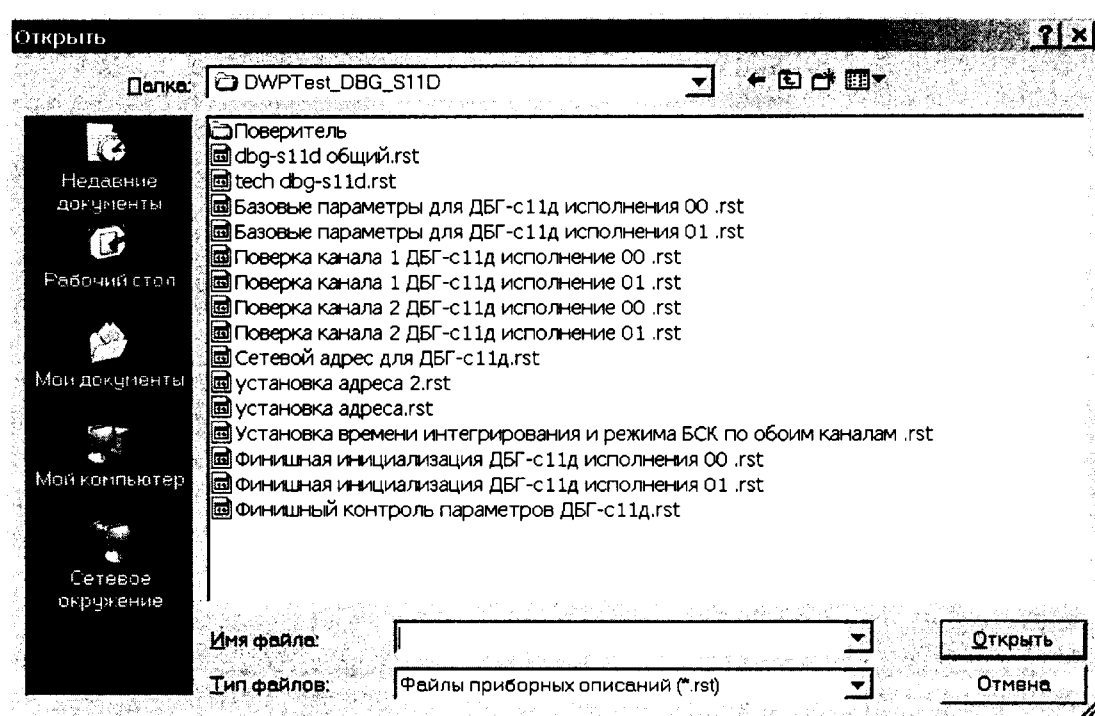 Открыть
Папка: DWPTest_DBG_S11D
Поверитель
dbg-s11d общий.rst
tech dbg-s11d.rst
Базовые параметры для ДБГ-с11д исполнения 00 .rst
Базовые параметры для ДБГ-с11д исполнения 01 .rst
Поверка канала 1 ДБГ-с11д исполнение 00 .rst
Поверка канала 1 ДБГ-с11д исполнение 01 .rst
Поверка канала 2 ДБГ-с11д исполнение 00 .rst
Поверка канала 2 ДБГ-с11д исполнение 01 .rst
Сетевой адрес для ДБГ-с11д.rst
установка адреса 2.rst
установка адреса.rst
Установка времени интегрирования и режима БСК по обоим каналам .rst
Финишная инициализация ДБГ-с11д исполнения 00 .rst
Финишная инициализация ДБГ-с11д исполнения 01 .rst
Финишный контроль параметров ДБГ-с11д.rst
Недавние
документы
Рабочий стол
Мои документы
Мой компьютер
Сетевое
окружение
Имя файла:
Открыть
Тип файлов: Файлы приборных описаний (*.rst)
Отмена